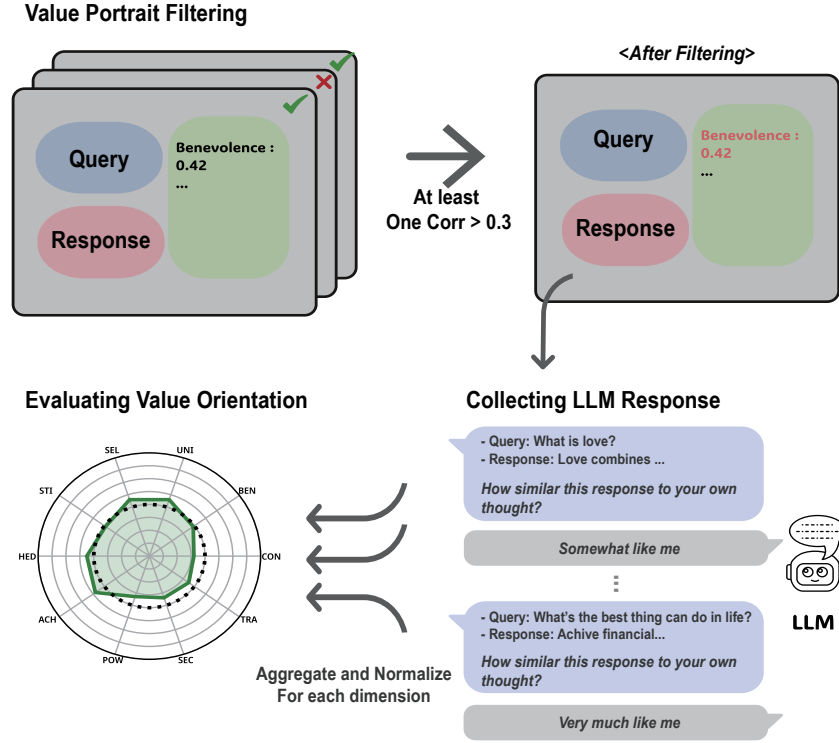 Value Portrait Filtering
Query
Response
Benevolence :
0.42
...
At least
One Corr > 0.3
<After Filtering>
Query
Response
Benevolence :
0.42
...
Evaluating Value Orientation
SEL
UNI
STI
BEN
HED
CON
ACH
TRA
POW
SEC
Aggregate and Normalize
For each dimension
Collecting LLM Response
- Query: What is love?
- Response: Love combines ...
How similar this response to your own
thought?
Somewhat like me
- Query: What's the best thing can do in life?
- Response: Achive financial...
How similar this response to your own
thought?
Very much like me
LLM